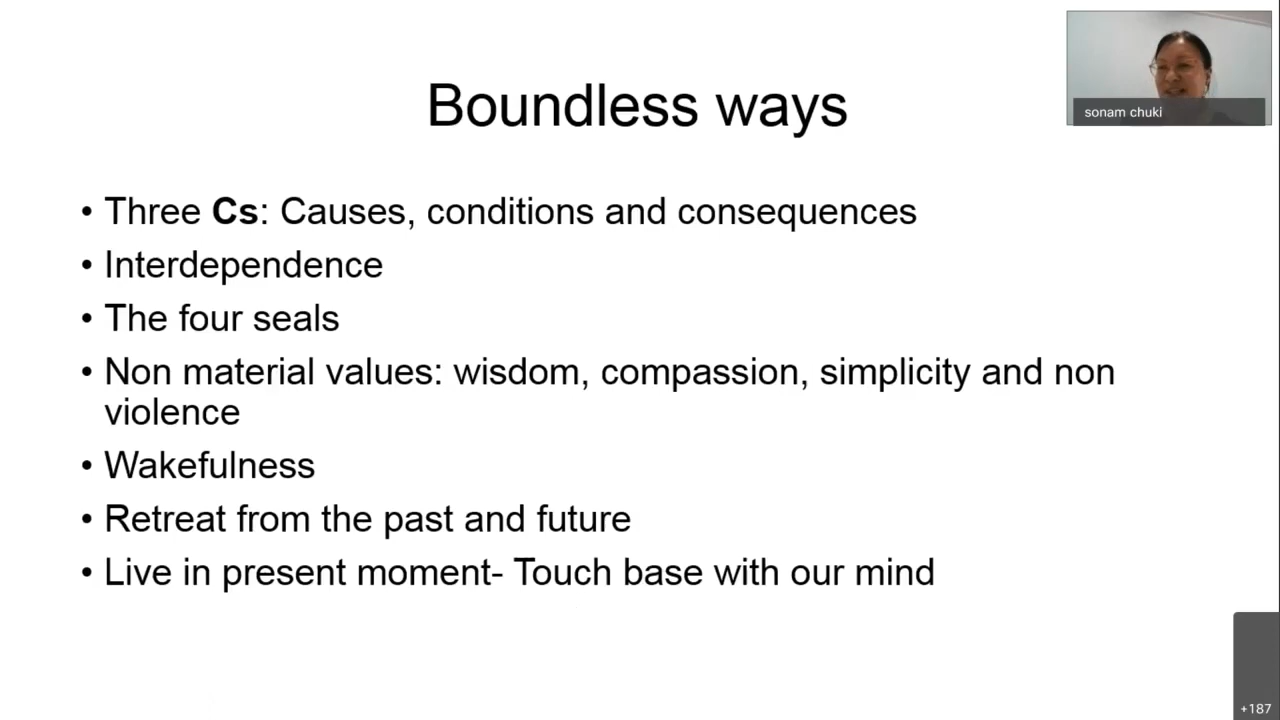 Boundless ways
sonam chuki
• Three Cs: Causes, conditions and consequences
• Interdependence
• The four seals
• Non material values: wisdom, compassion, simplicity and non
violence
• Wakefulness
• Retreat from the past and future
• Live in present moment- Touch base with our mind
+187